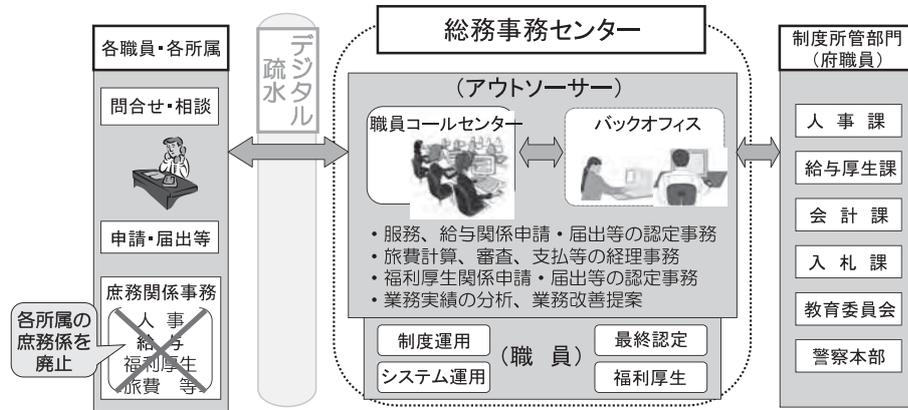 各職員・各所属
問合せ・相談
申請・届出等
庶務関係事務
人　事
給　与
福利厚生
旅費　等
各所属の
庶務係を
廃止
デジタル
疏水
総務事務センター
（アウトソーサー）
職員コールセンター
バックオフィス
・服務、給与関係申請・届出等の認定事務
・旅費計算、審査、支払等の経理事務
・福利厚生関係申請・届出等の認定事務
・業務実績の分析、業務改善提案
制度運用
システム運用
（職　員）
最終認定
福利厚生
制度所管部門
（府職員）
人　事　課
給与厚生課
会　計　課
入　札　課
教育委員会
警察本部